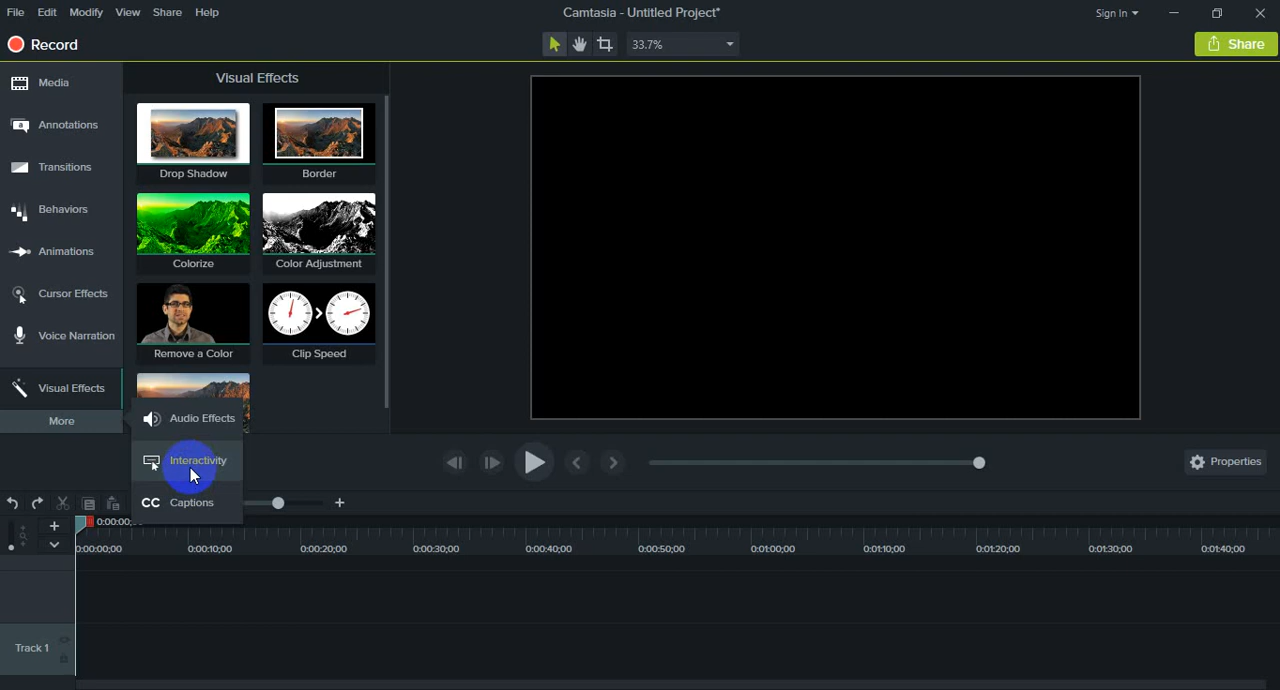 File Edit Modify View Share Help
Camtasia - Untitled Project*
Sign In
Record
33.7%
Share
Media
Annotations
Transitions
Behaviors
Animations
Cursor Effects
Voice Narration
Visual Effects
More
Visual Effects
Drop Shadow
Border
Colorize
Color Adjustment
Remove a Color
Clip Speed
Audio Effects
Interactivity
CC Captions
Properties
0:00:00;
0:00:00;00 0:00:10;00 0:00:20;00 0:00:30;00 0:00:40;00 0:00:50;00 0:01:00;00 0:01:10;00 0:01:20;00 0:01:30;00 0:01:40;00
Track 1